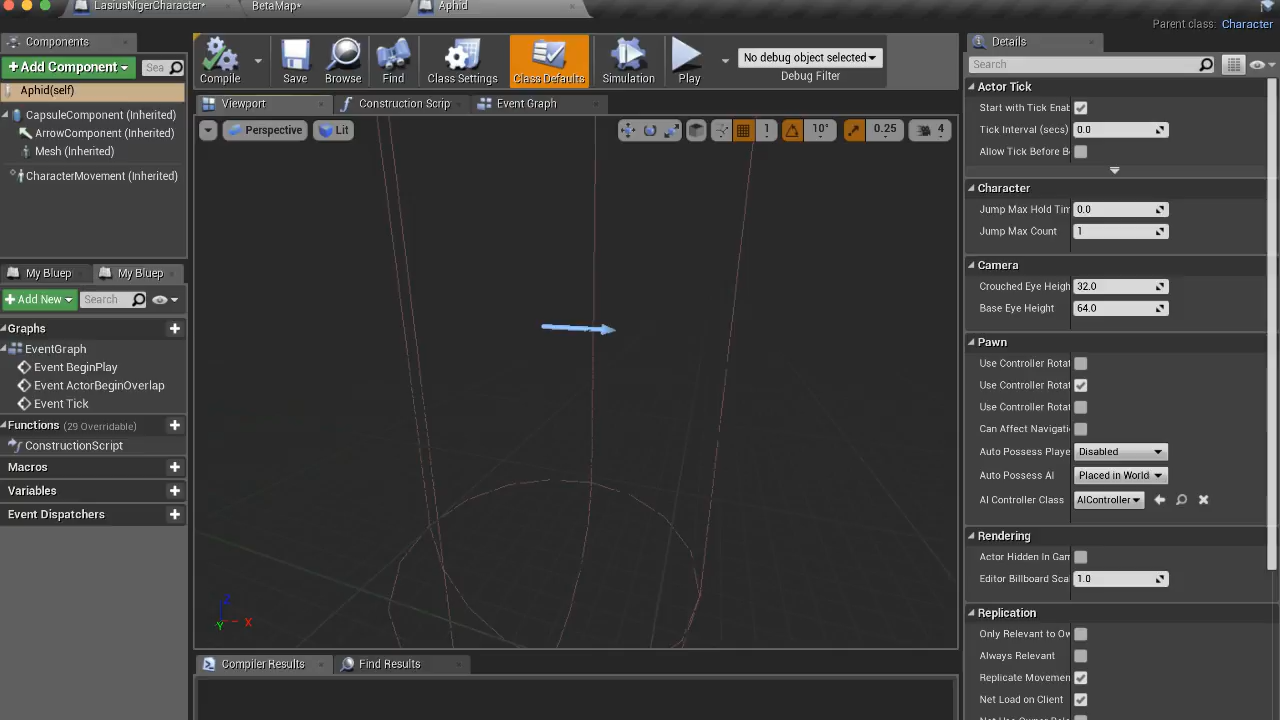 LasiusNigerCharacter*
BetaMap*
Aphid
Parent class: Character
Components
Add Component
Sea
Aphid(self)
CapsuleComponent (Inherited)
ArrowComponent (Inherited)
Mesh (Inherited)
CharacterMovement (Inherited)
My Bluep
My Bluep
Add New
Search
Graphs
EventGraph
Event BeginPlay
Event ActorBeginOverlap
Event Tick
Functions (29 Overridable)
ConstructionScript
Macros
Variables
Event Dispatchers
Compile
Save
Browse
Find
Class Settings
Class Defaults
Simulation
Play
No debug object selected
Debug Filter
Viewport
Construction Scrip
Event Graph
Perspective
Lit
1
10°
0.25
4
Z
Y
X
Compiler Results
Find Results
Details
Search
Actor Tick
Start with Tick Enab
Tick Interval (secs) 0.0
Allow Tick Before B
Character
Jump Max Hold Tim 0.0
Jump Max Count 1
Camera
Crouched Eye Heigh 32.0
Base Eye Height 64.0
Pawn
Use Controller Rotat
Use Controller Rotat
Use Controller Rotat
Can Affect Navigati
Auto Possess Playe Disabled
Auto Possess AI Placed in World
AI Controller Class AIController
Rendering
Actor Hidden In Gam
Editor Billboard Sca 1.0
Replication
Only Relevant to Ow
Always Relevant
Replicate Movemen
Net Load on Client